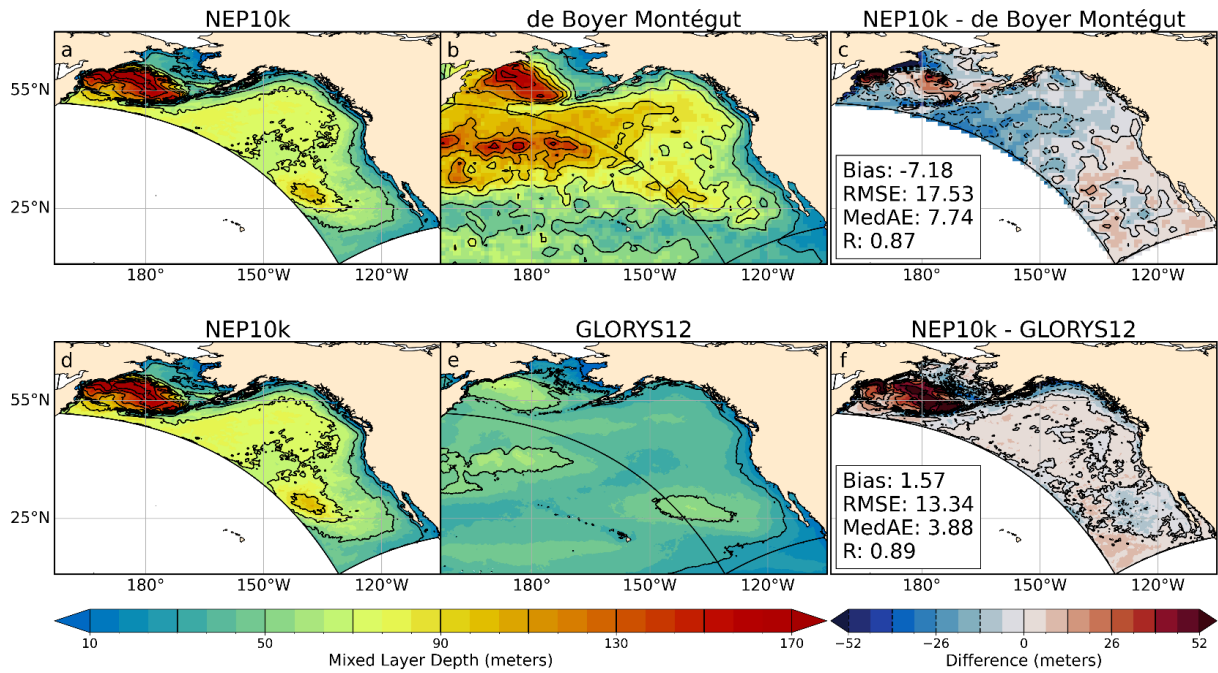 NEP10k
de Boyer Montégut
NEP10k - de Boyer Montégut
a
b
c
55°N
25°N
b
Bias: -7.18
RMSE: 17.53
MedAE: 7.74
R: 0.87
180°
150°W
120°W
180°
150°W
120°W
180°
150°W
120°W
NEP10k
GLORYS12
NEP10k - GLORYS12
d
e
f
55°N
25°N
Bias: 1.57
RMSE: 13.34
MedAE: 3.88
R: 0.89
180°
150°W
120°W
180°
150°W
120°W
180°
150°W
120°W
10
50
90
130
170
−52
−26
0
26
52
Mixed Layer Depth (meters)
Difference (meters)